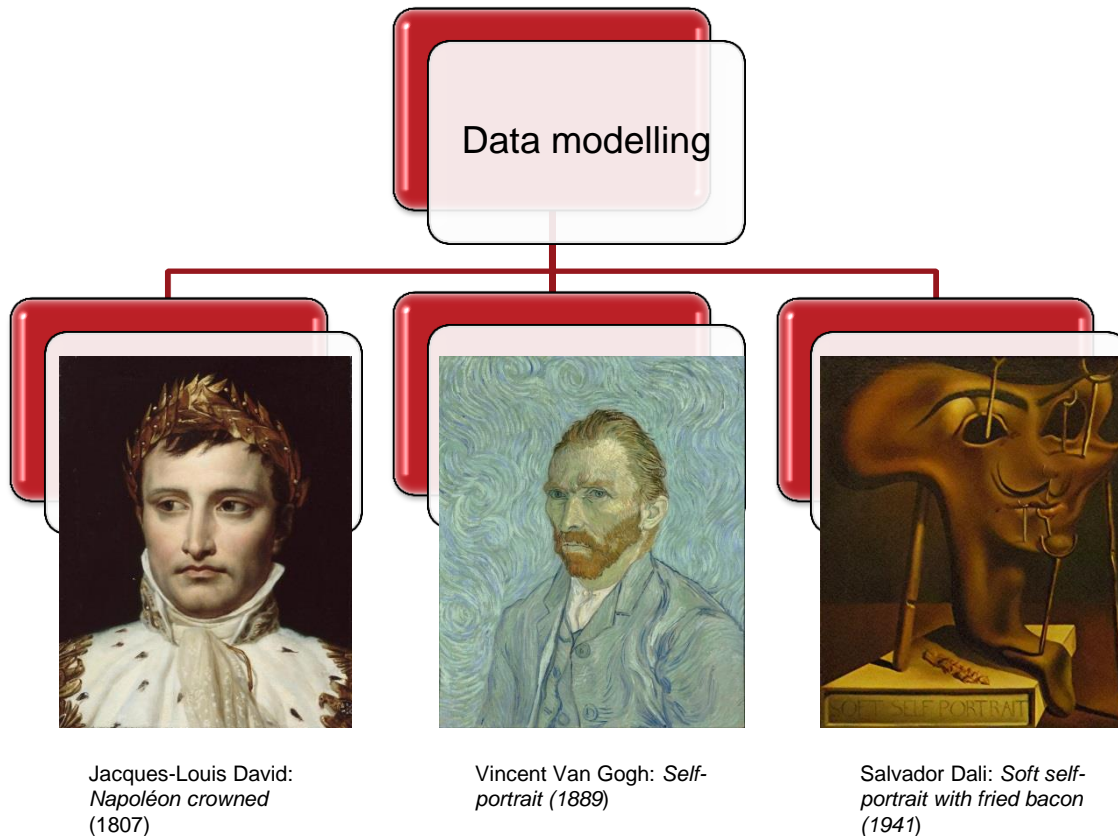 Data modelling
SOFT SELF PORTRAIT
Jacques-Louis David:
Napoléon crowned
(1807)
Vincent Van Gogh: Self-
portrait (1889)
Salvador Dali: Soft self-
portrait with fried bacon
(1941)